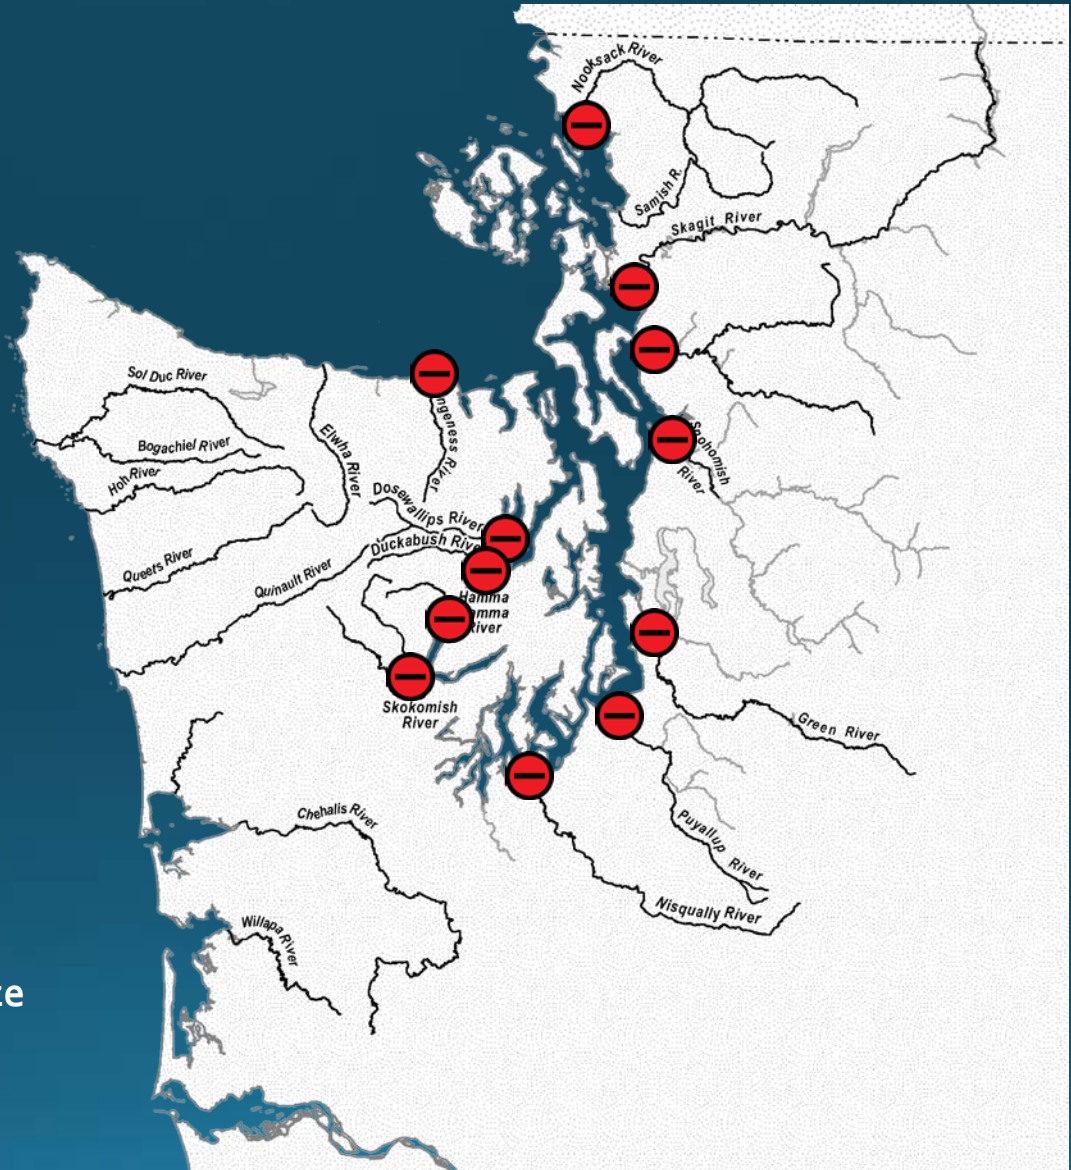 Nooksack River
Samish R.
Skagit River
Sol Duc River
Bogachiel River
Hoh River
Elwha River
ngeness River
Snohomish
River
Dosewallips River
Duckabush Rive
Queets River
Quinault River
Hamma
amma
River
Skokomish
River
Green River
Chehalis River
Puyallup River
Nisqually River
Willapa River
te